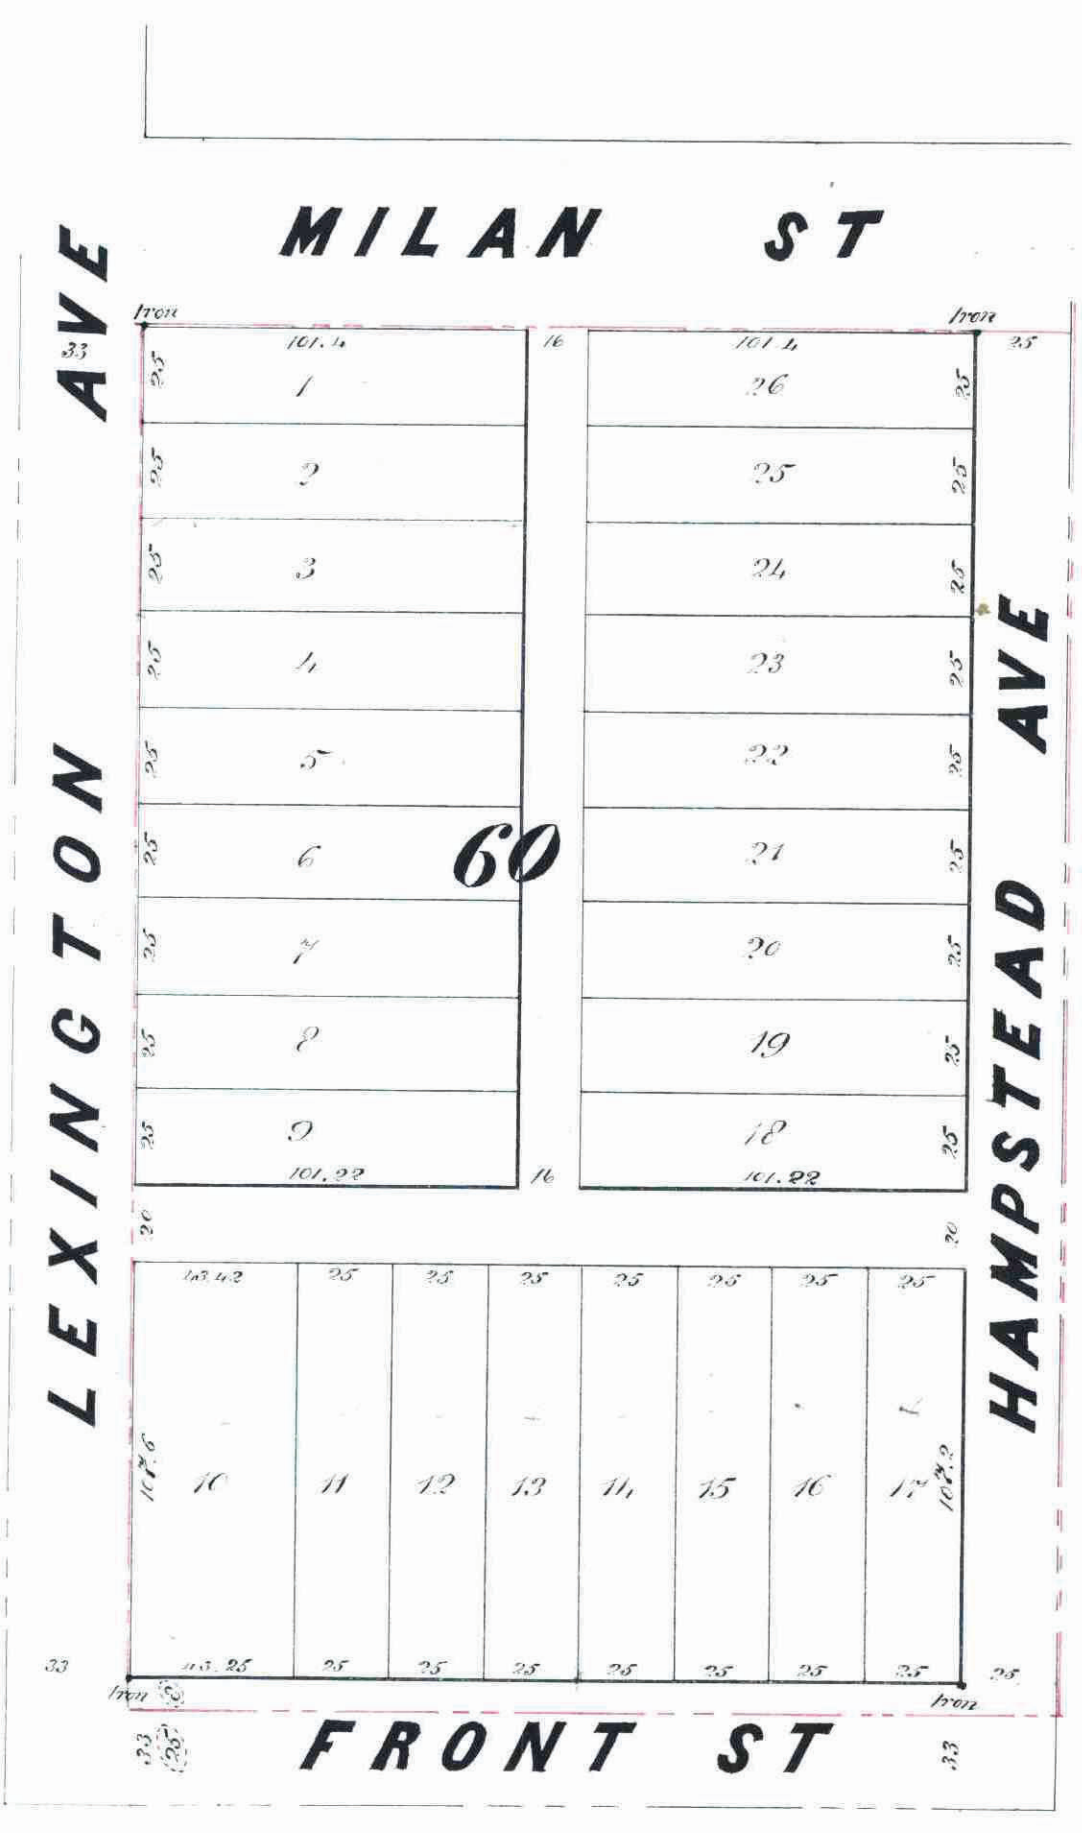 MILAN ST
LEXINGTON AVE
HAMPSTEAD AVE
FRONT ST
60
Iron Iron
33 101.4 16 101.4 25
25 1 26 25
25 2 25 25
25 3 24 25
25 4 23 25
25 5 22 25
25 6 21 25
25 7 20 25
25 8 19 25
25 9 18 25
101.22 16 101.22
20 20
43.42 25 25 25 25 25 25 25
10 11 12 13 14 15 16 17
33 43.25 25 25 25 25 25 25 25 25
Iron Iron
33 25 33